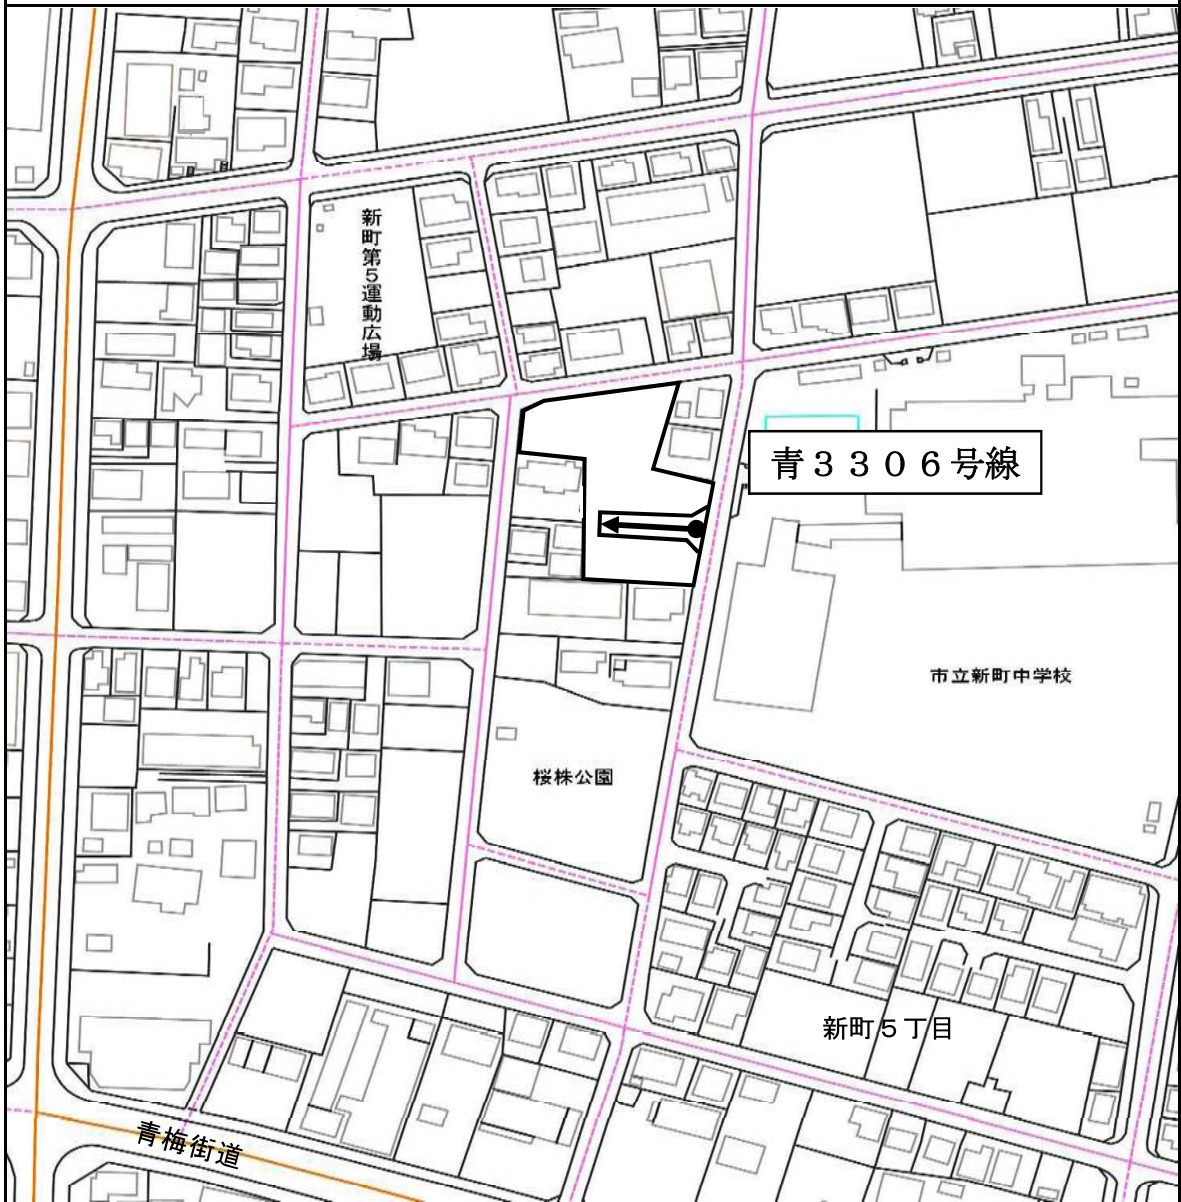 新町第5運動広場
青３３０６号線
市立新町中学校
桜株公園
新町５丁目
青梅街道